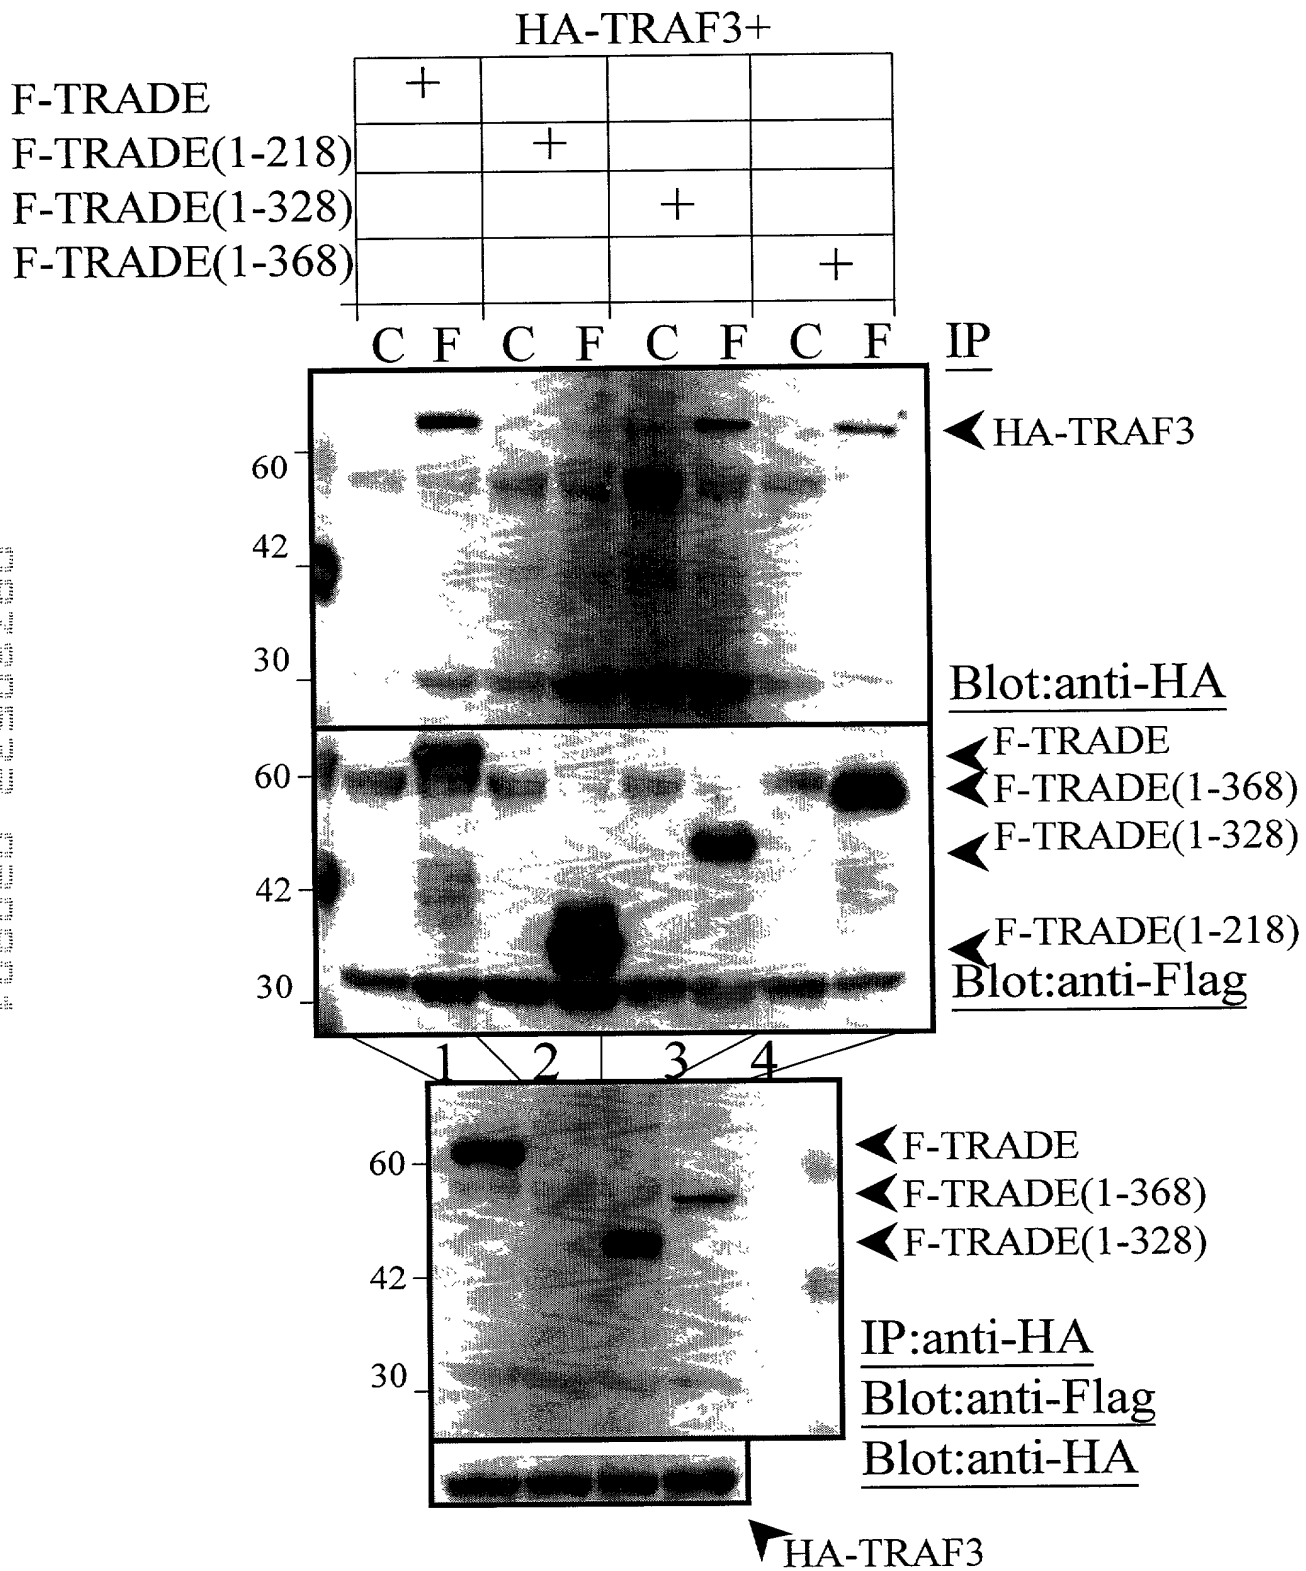 HA-TRAF3+
F-TRADE +
F-TRADE(1-218) +
F-TRADE(1-328) +
F-TRADE(1-368) +
C F C F C F C F IP
HA-TRAF3
60
42
30
Blot:anti-HA
F-TRADE
60
F-TRADE(1-368)
F-TRADE(1-328)
42
F-TRADE(1-218)
30
Blot:anti-Flag
1 2 3 4
F-TRADE
60
F-TRADE(1-368)
F-TRADE(1-328)
42
IP:anti-HA
30
Blot:anti-Flag
Blot:anti-HA
HA-TRAF3